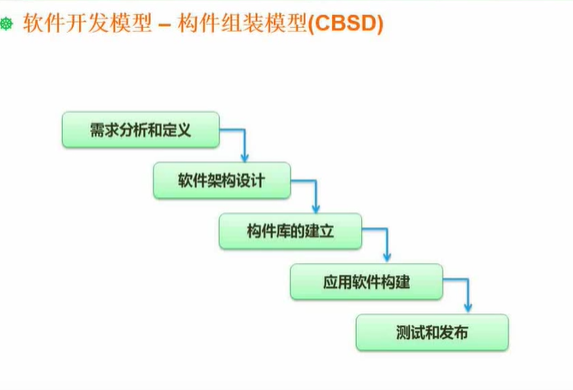 软件开发模型 – 构件组装模型(CBSD)
需求分析和定义
软件架构设计
构件库的建立
应用软件构建
测试和发布